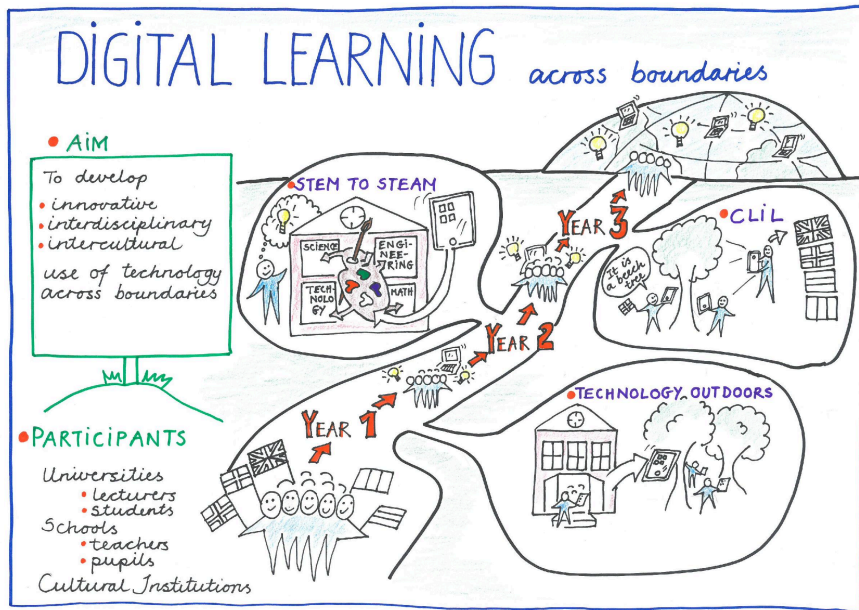 DIGITAL LEARNING across boundaries
AIM
To develop
innovative
interdisciplinary
intercultural
use of technology
across boundaries
PARTICIPANTS
Universities
lecturers
students
Schools
teachers
pupils
Cultural Institutions
YEAR 1
TECHNOLOGY OUTDOORS
YEAR 2
STEM TO STEAM
SCIENCE
ENGI-
NEE-
RING
TECH-
NOLO
GY
MATH
YEAR 3
CLiL
It is
a beech
tree